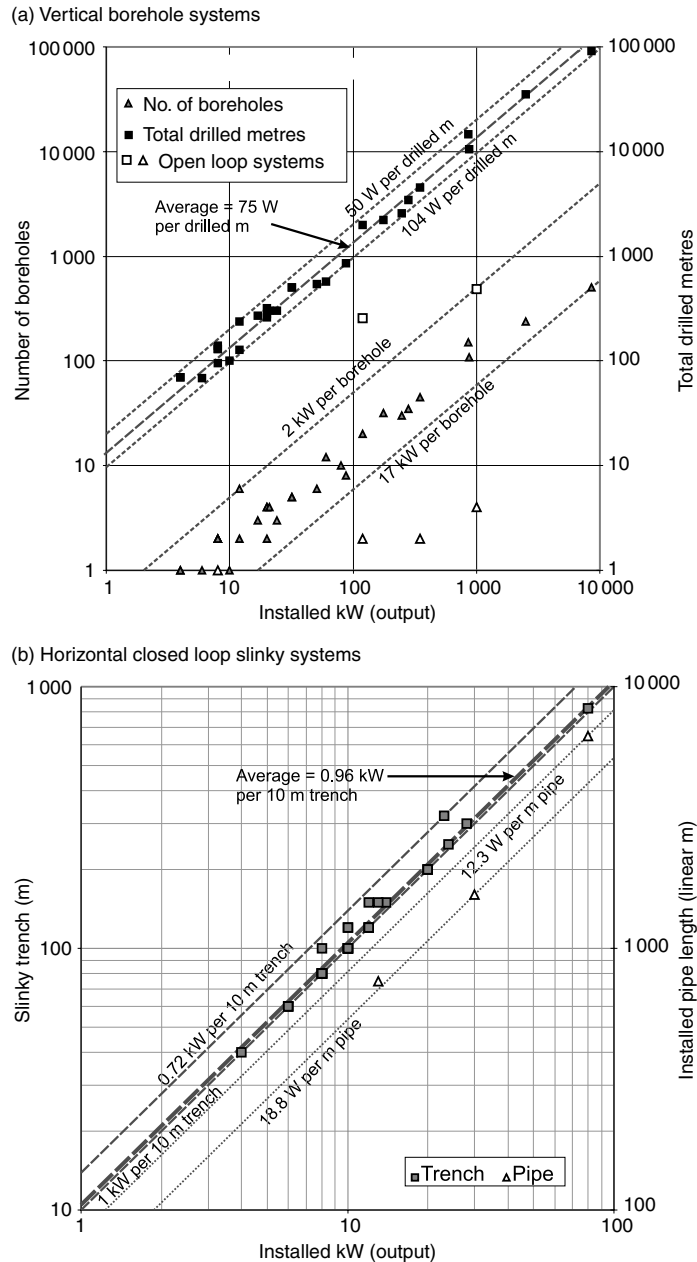 (a) Vertical borehole systems
100 000
10 000
1 000
100
10
1
Number of boreholes
100 000
10 000
1 000
100
10
1
Total drilled metres
No. of boreholes
Total drilled metres
Open loop systems
Average = 75 W
per drilled m
50 W per drilled m
104 W per drilled m
2 kW per borehole
17 kW per borehole
1
10
100
1000
10 000
Installed kW (output)
(b) Horizontal closed loop slinky systems
1 000
100
10
Slinky trench (m)
10 000
1000
100
Installed pipe length (linear m)
Average = 0.96 kW
per 10 m trench
12.3 W per m pipe
0.72 kW per 10 m trench
18.8 W per m pipe
1 kW per 10 m trench
Trench
Pipe
1
10
100
Installed kW (output)